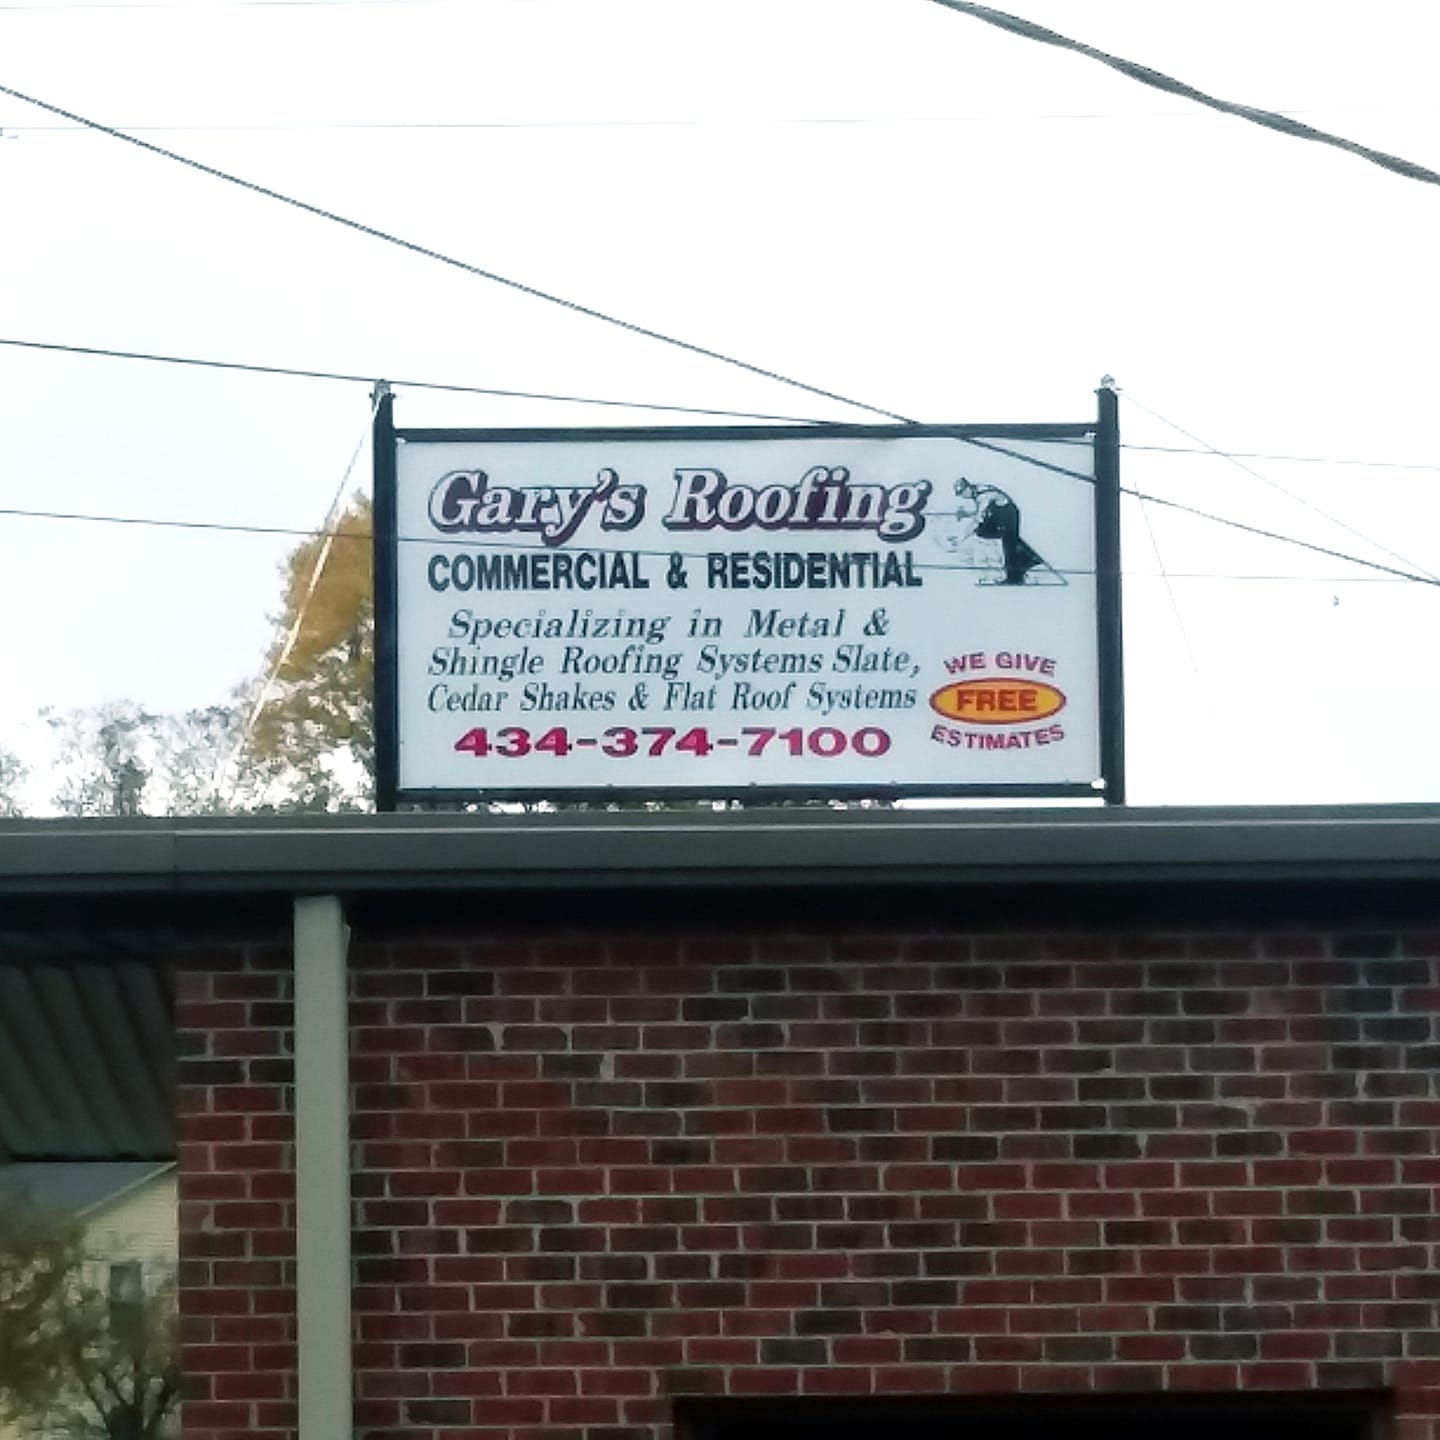 Gary's Roofing
COMMERCIAL & RESIDENTIAL
Specializing in Metal &
Shingle Roofing Systems Slate,
Cedar Shakes & Flat Roof Systems
434-374-7100
WE GIVE
FREE
ESTIMATES